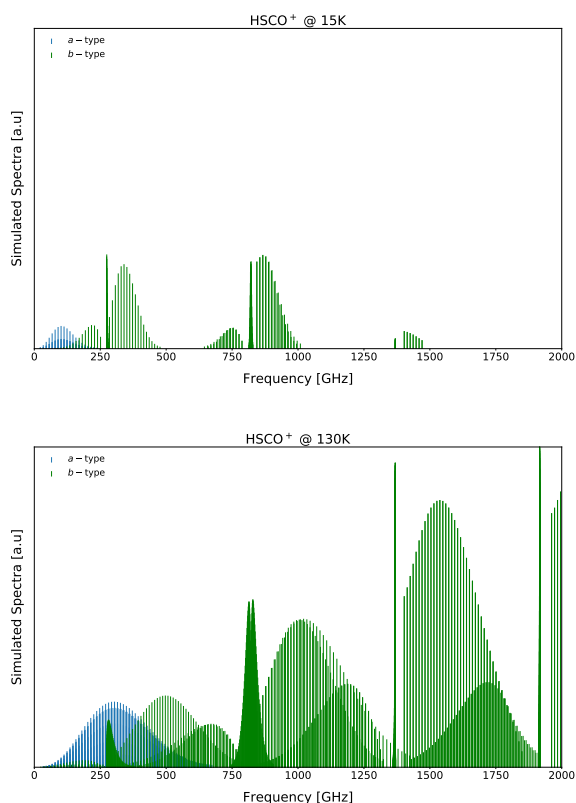 HSCO⁺ @ 15K
a − type
b − type
Simulated Spectra [a.u]
0 250 500 750 1000 1250 1500 1750 2000
Frequency [GHz]
HSCO⁺ @ 130K
a − type
b − type
Simulated Spectra [a.u]
0 250 500 750 1000 1250 1500 1750 2000
Frequency [GHz]